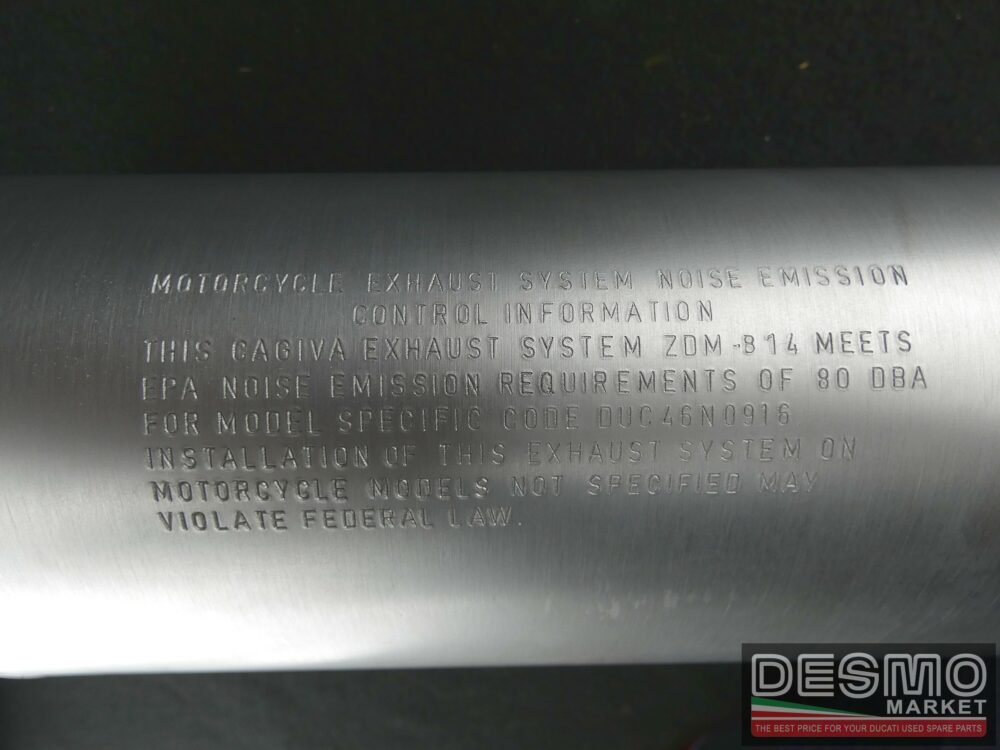 MOTORCYCLE EXHAUST SYSTEM NOISE EMISSION
CONTROL INFORMATION
THIS CAGIVA EXHAUST SYSTEM ZDM-B14 MEETS
EPA NOISE EMISSION REQUIREMENTS OF 80 DBA
FOR MODEL SPECIFIC CODE DUC46N0916
INSTALLATION OF THIS EXHAUST SYSTEM ON
MOTORCYCLE MODELS NOT SPECIFIED MAY
VIOLATE FEDERAL LAW.
DESMO
MARKET
THE BEST PRICE FOR YOUR DUCATI USED SPARE PARTS